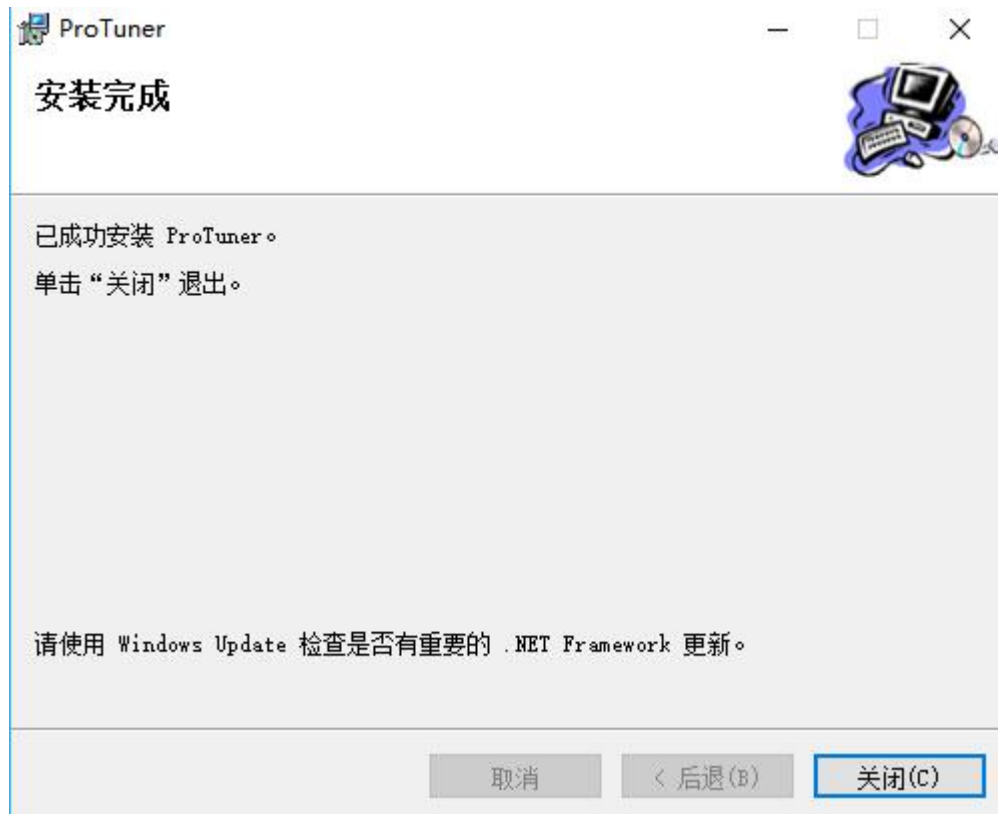 ProTuner
安装完成
已成功安装 ProTuner。
单击“关闭”退出。
请使用 Windows Update 检查是否有重要的 .NET Framework 更新。
取消
< 后退(B)
关闭(C)